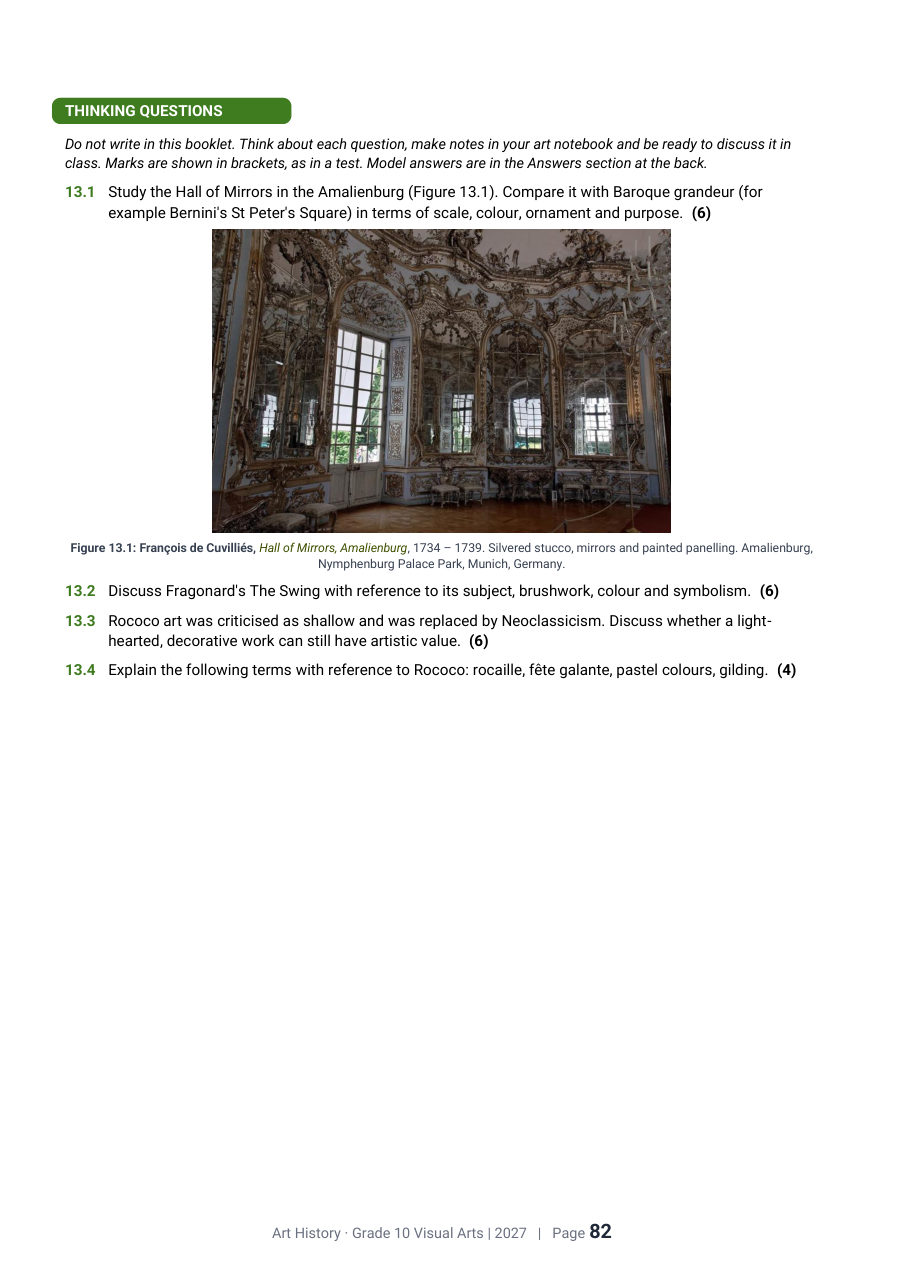 THINKING QUESTIONS
Do not write in this booklet. Think about each question, make notes in your art notebook and be ready to discuss it in
class. Marks are shown in brackets, as in a test. Model answers are in the Answers section at the back.
13.1 Study the Hall of Mirrors in the Amalienburg (Figure 13.1). Compare it with Baroque grandeur (for
example Bernini's St Peter's Square) in terms of scale, colour, ornament and purpose. (6)
Figure 13.1: François de Cuvilliés, Hall of Mirrors, Amalienburg, 1734 – 1739. Silvered stucco, mirrors and painted panelling. Amalienburg,
Nymphenburg Palace Park, Munich, Germany.
13.2 Discuss Fragonard's The Swing with reference to its subject, brushwork, colour and symbolism. (6)
13.3 Rococo art was criticised as shallow and was replaced by Neoclassicism. Discuss whether a light-
hearted, decorative work can still have artistic value. (6)
13.4 Explain the following terms with reference to Rococo: rocaille, fête galante, pastel colours, gilding. (4)
Art History · Grade 10 Visual Arts | 2027 | Page 82